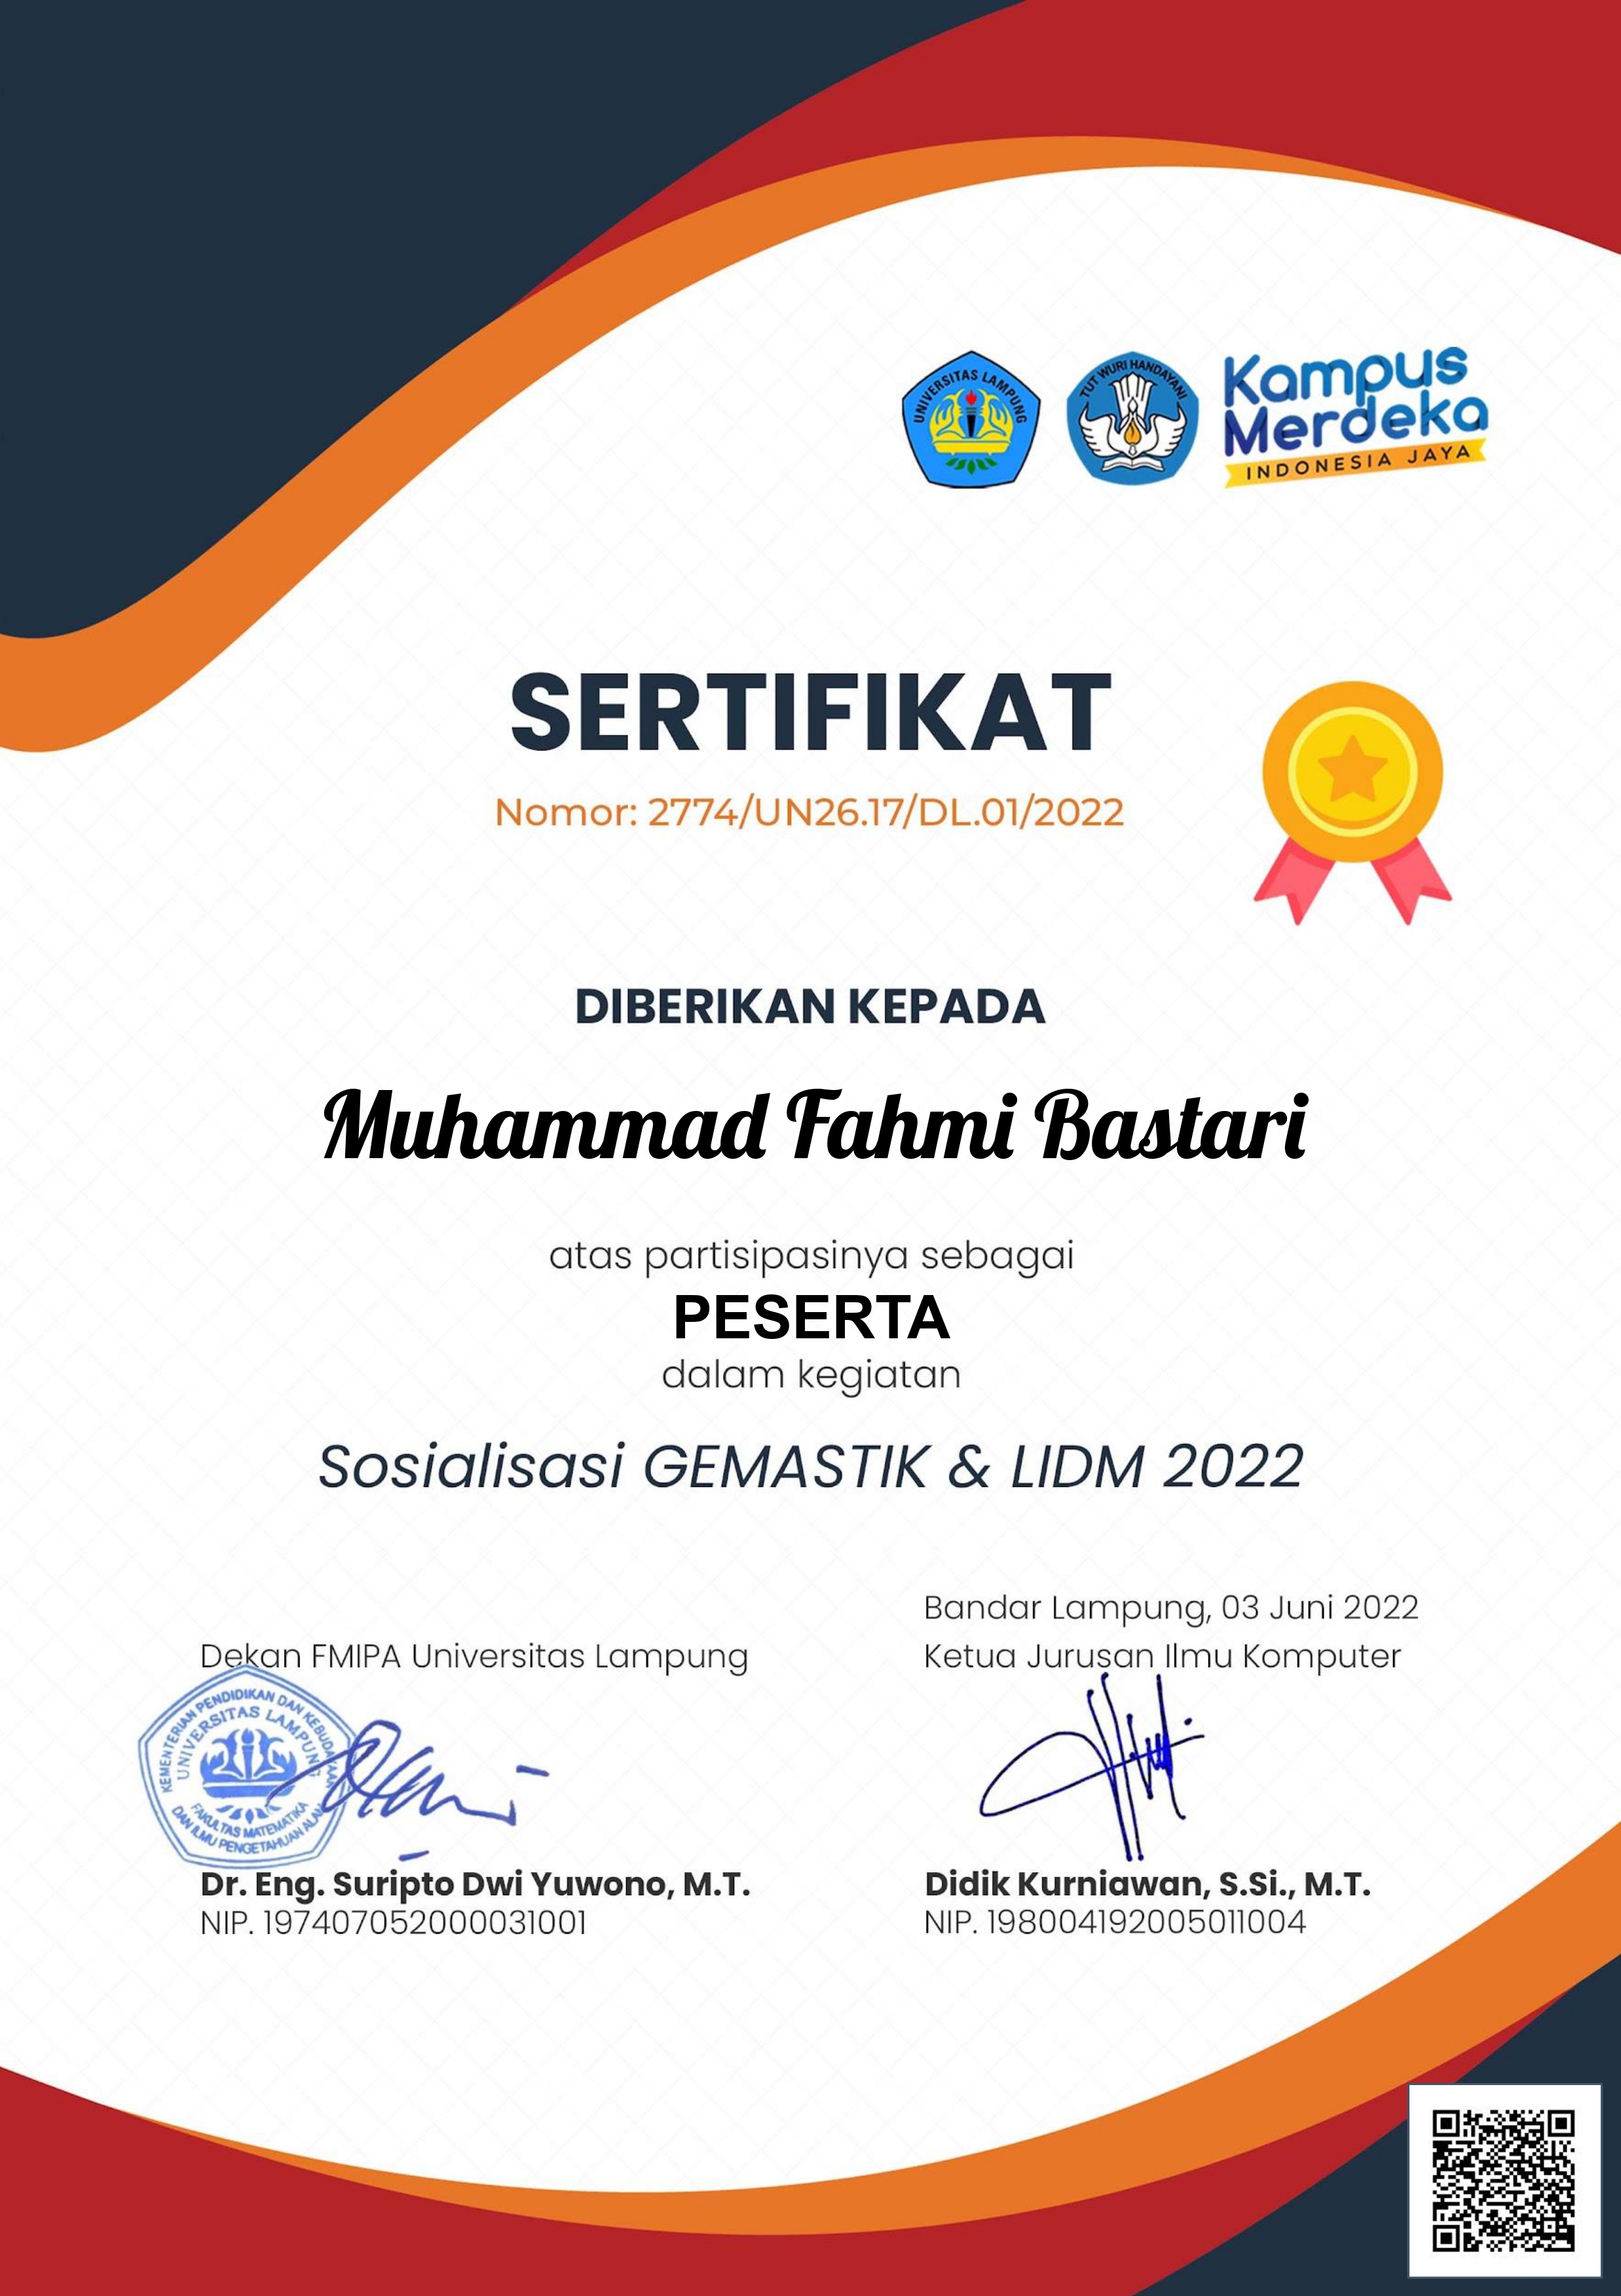 UNIVERSITAS LAMPUNG
TUT WURI HANDAYANI
Kampus
Merdeka
INDONESIA JAYA
SERTIFIKAT
Nomor: 2774/UN26.17/DL.01/2022
DIBERIKAN KEPADA
Muhammad Fahmi Bastari
atas partisipasinya sebagai
PESERTA
dalam kegiatan
Sosialisasi GEMASTIK & LIDM 2022
Bandar Lampung, 03 Juni 2022
Dekan FMIPA Universitas Lampung
Ketua Jurusan Ilmu Komputer
KEMENTERIAN PENDIDIKAN DAN KEBUDAYAAN
UNIVERSITAS LAMPUNG
FAKULTAS MATEMATIKA
DAN ILMU PENGETAHUAN ALAM
Dr. Eng. Suripto Dwi Yuwono, M.T.
NIP. 197407052000031001
Didik Kurniawan, S.Si., M.T.
NIP. 198004192005011004